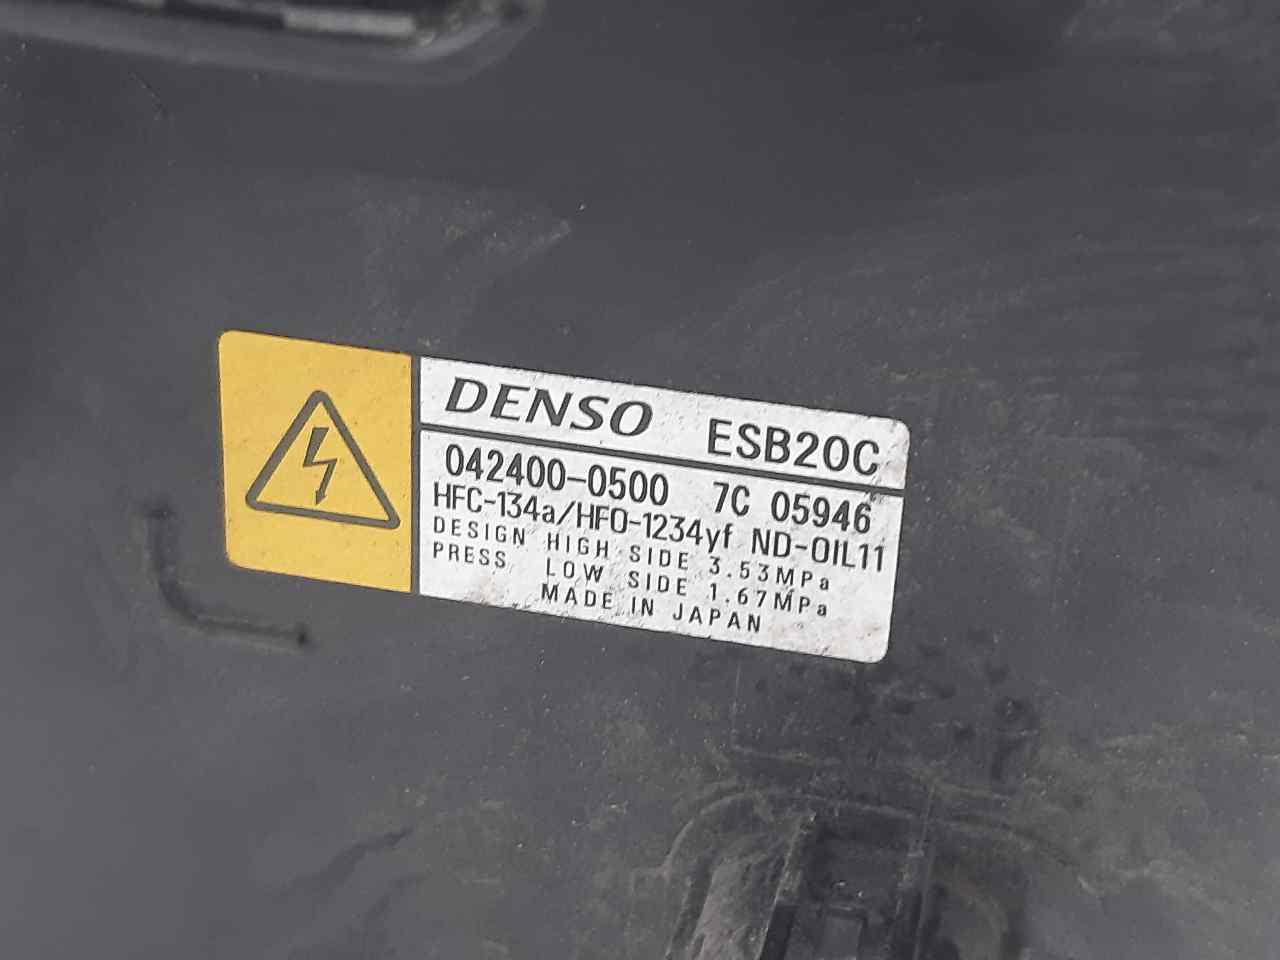 DENSO ESB20C
042400-0500 7C 05946
HFC-134a/HFO-1234yf ND-OIL11
DESIGN HIGH SIDE 3.53MPa
PRESS LOW SIDE 1.67MPa
MADE IN JAPAN